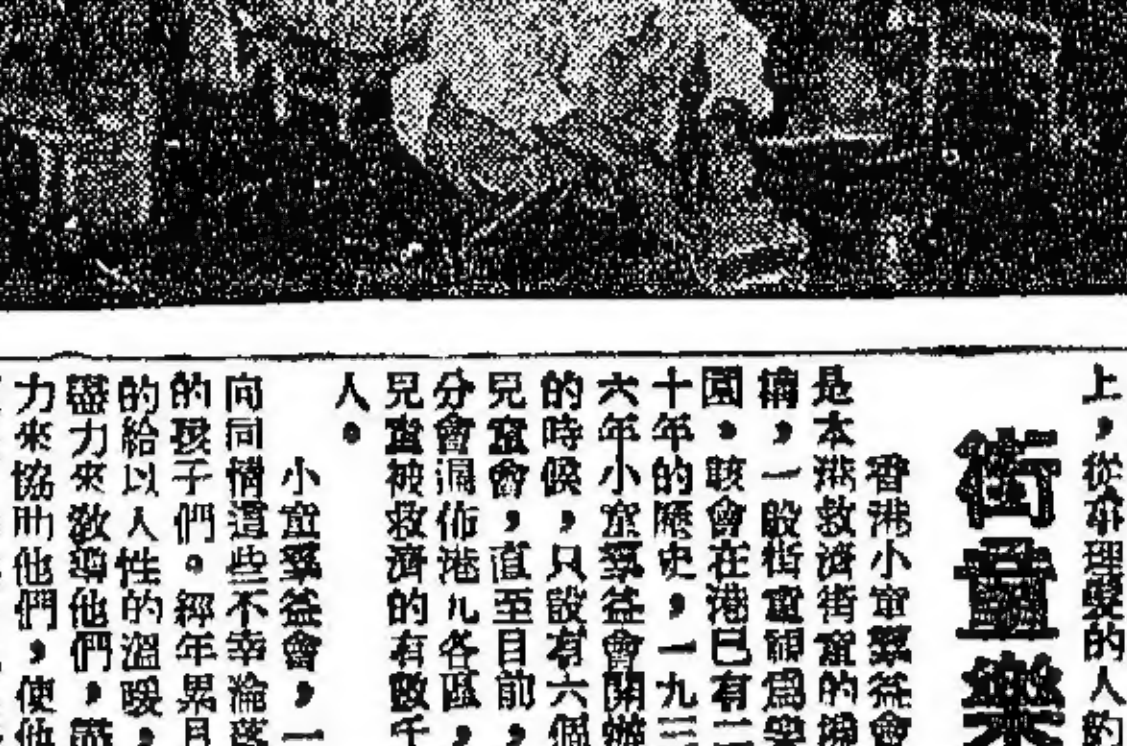 上，從事理髮的人約
街童樂
香港小童羣益會
是本港救濟街童的機
構，一般街童視爲樂
園。該會在港已有二
十年的歷史，一九三
六年小童羣益會開辦
的時候，只設有六個
兒童會，直至目前，
分會遍佈港九各區，
兒童被救濟的有數千
人。
小童羣益會，一
向同情這些不幸淪落
的孩子們。經年累月
的給以人性的溫暖，
盡力來敎導他們，
力來協助他們，使他